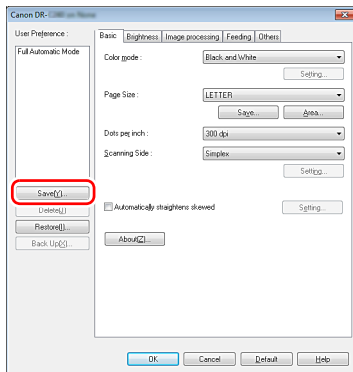 Canon DR-
User Preference :
Full Automatic Mode
Save(Y)...
Delete(J)
Restore(I)...
Back Up(X)...
Basic
Brightness
Image processing
Feeding
Others
Color mode :
Black and White
Setting...
Page Size :
LETTER
Save...
Area...
Dots per inch :
300 dpi
Scanning Side :
Simplex
Setting...
Automatically straightens skewed
Setting...
About(Z)...
OK
Cancel
Default
Help